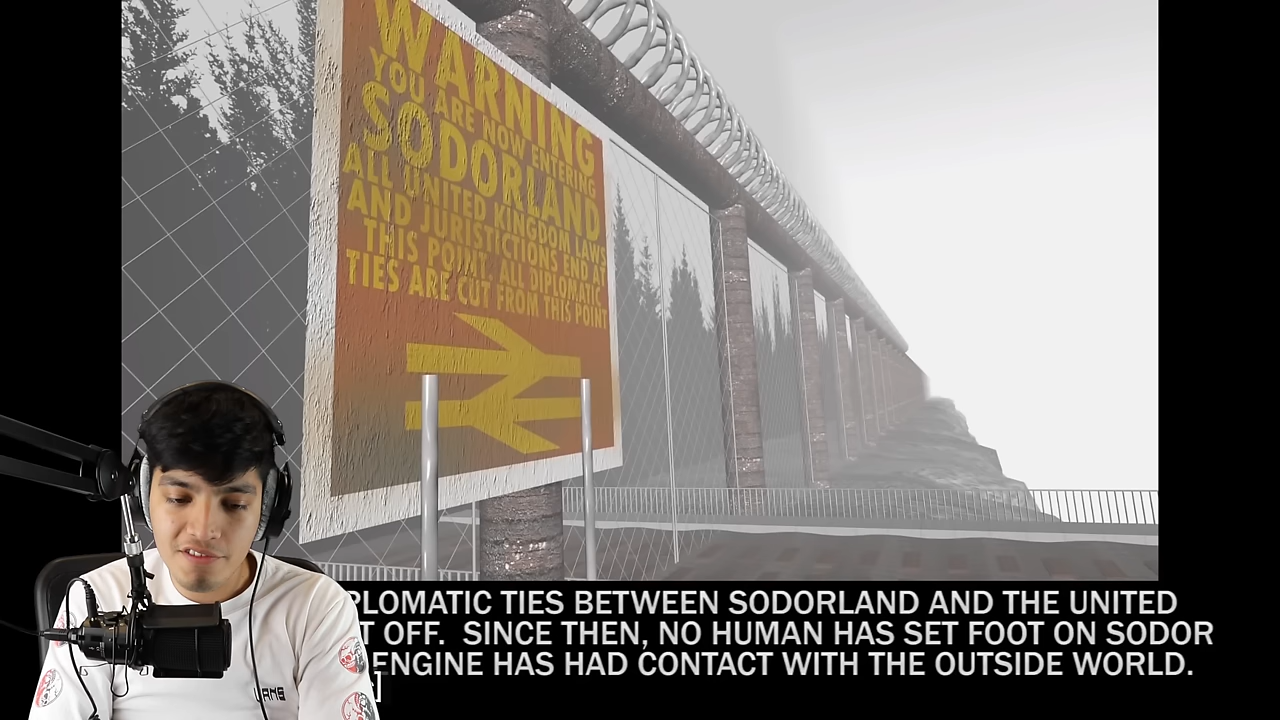 WARNING
YOU ARE NOW ENTERING
SODORLAND
ALL UNITED KINGDOM LAWS
AND JURISTICTIONS END AT
THIS POINT. ALL DIPLOMATIC
TIES ARE CUT FROM THIS POINT
PLOMATIC TIES BETWEEN SODORLAND AND THE UNITED
T OFF. SINCE THEN, NO HUMAN HAS SET FOOT ON SODOR
ENGINE HAS HAD CONTACT WITH THE OUTSIDE WORLD.
]
VANS